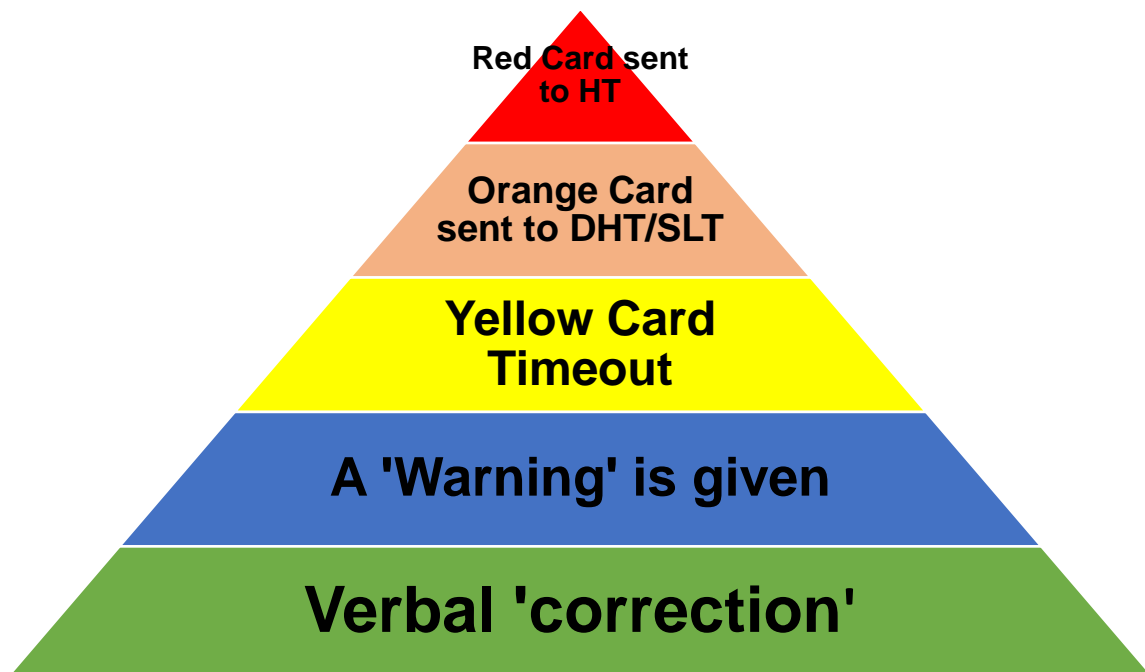 Red Card sent
to HT
Orange Card
sent to DHT/SLT
Yellow Card
Timeout
A 'Warning' is given
Verbal 'correction'